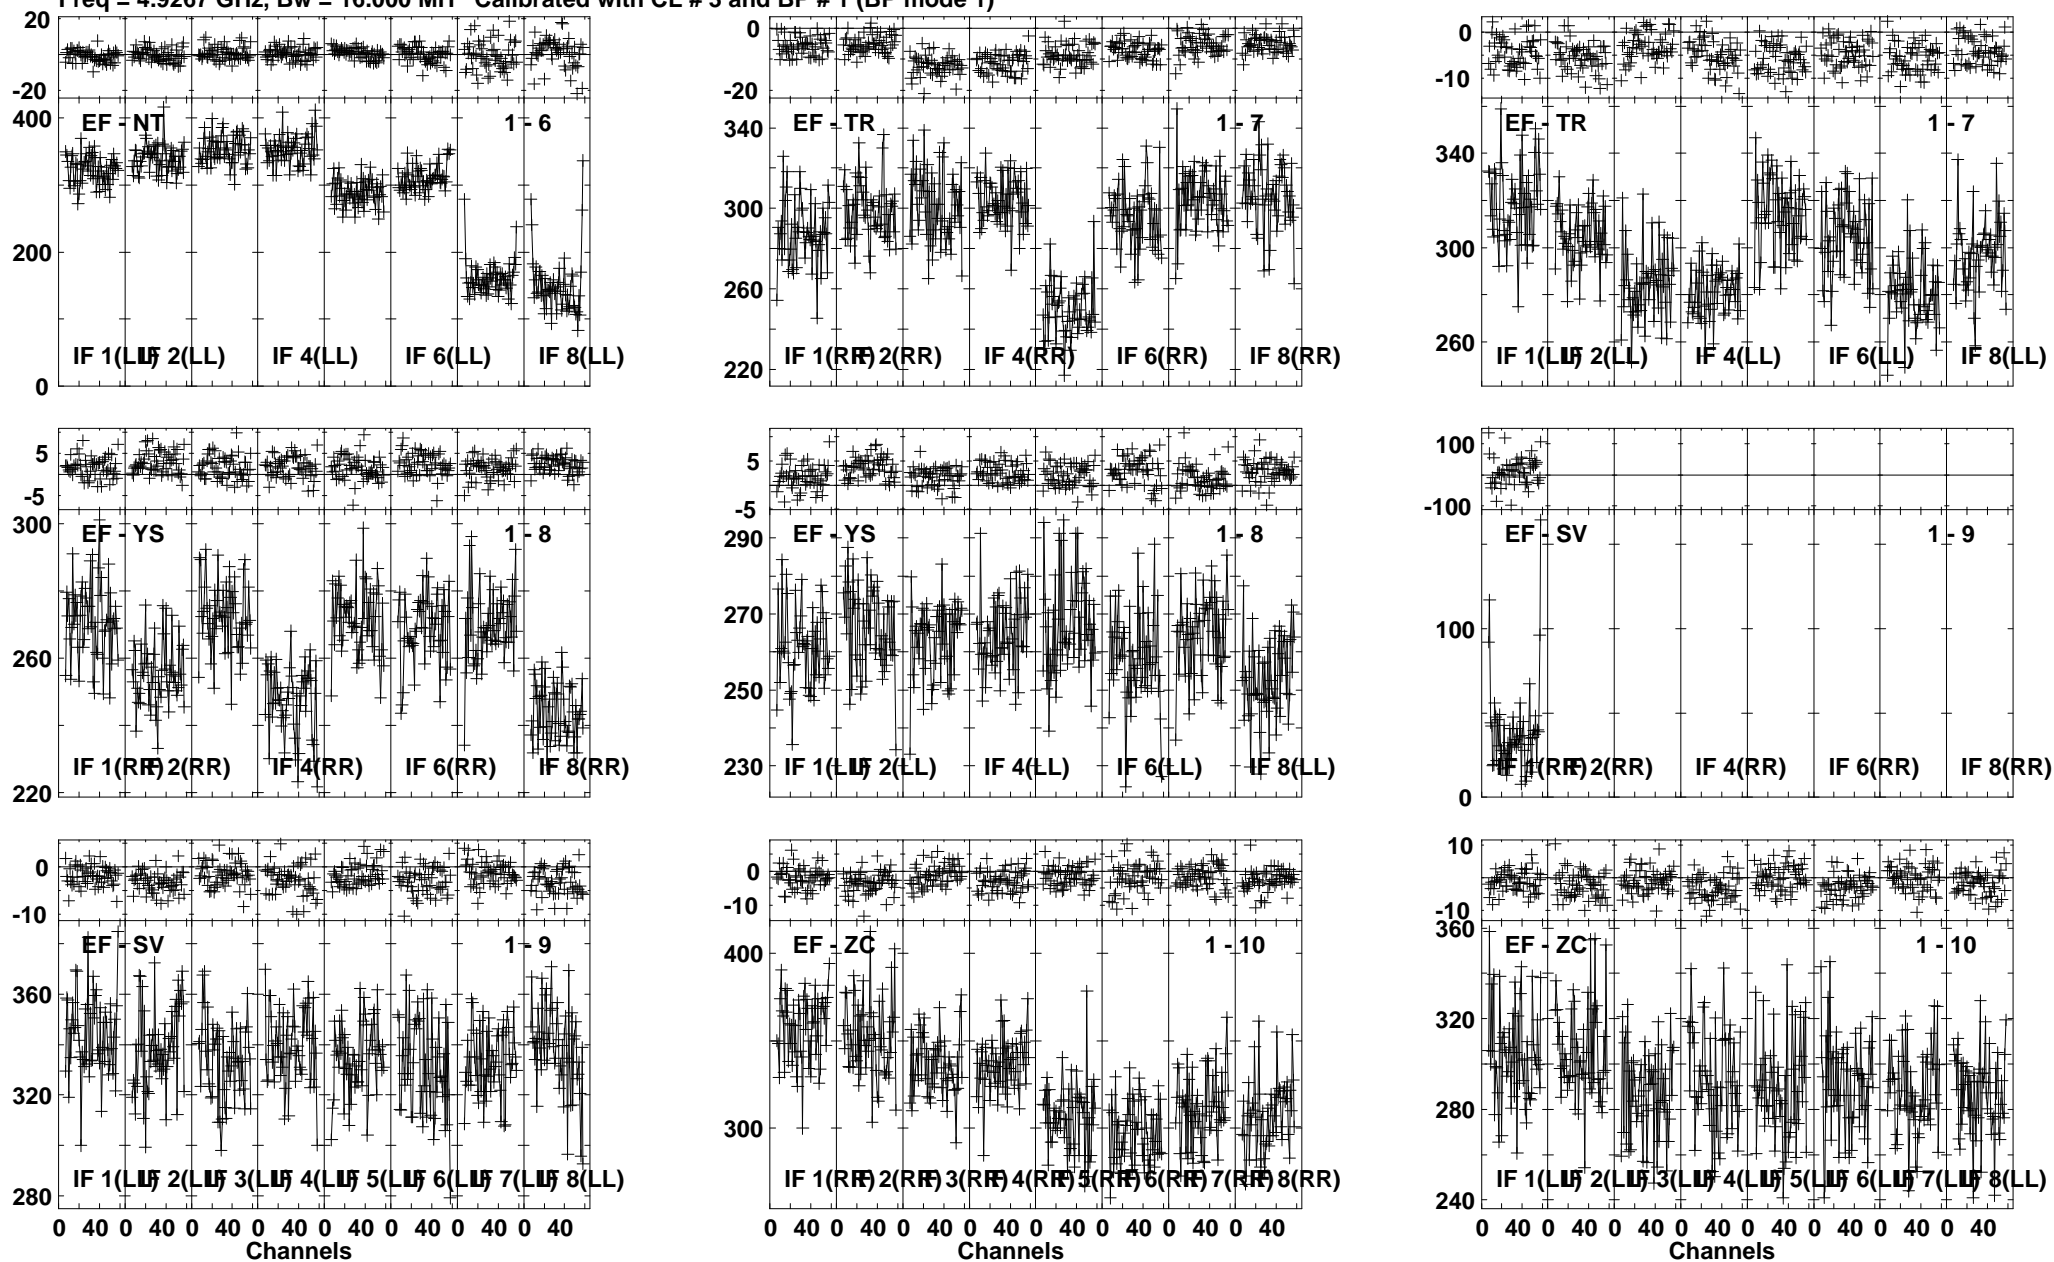 Freq = 4.9267 GHz, Bw = 16.000 MH Calibrated with CL # 3 and BP # 1 (BP mode 1)
20
-20
400
200
0
EF - NT
1 - 6
IF 1(LL) IF 2(LL) IF 4(LL) IF 6(LL) IF 8(LL)
0
-20
340
300
260
220
EF - TR
1 - 7
IF 1(RR) IF 2(RR) IF 4(RR) IF 6(RR) IF 8(RR)
0
-10
340
300
260
EF - TR
1 - 7
IF 1(LL) IF 2(LL) IF 4(LL) IF 6(LL) IF 8(LL)
5
-5
300
260
220
EF - YS
1 - 8
IF 1(RR) IF 2(RR) IF 4(RR) IF 6(RR) IF 8(RR)
5
-5
290
270
250
230
EF - YS
1 - 8
IF 1(LL) IF 2(LL) IF 4(LL) IF 6(LL) IF 8(LL)
100
-100
100
0
EF - SV
1 - 9
IF 1(RR) IF 2(RR) IF 4(RR) IF 6(RR) IF 8(RR)
0
-10
360
320
280
EF - SV
1 - 9
IF 1(LL) IF 2(LL) IF 3(LL) IF 4(LL) IF 5(LL) IF 6(LL) IF 7(LL) IF 8(LL)
0 40 0 40 0 40 0 40 0 40 0 40 0 40 0 40
Channels
0
-10
400
300
EF - ZC
1 - 10
IF 1(RR) IF 2(RR) IF 3(RR) IF 4(RR) IF 5(RR) IF 6(RR) IF 7(RR) IF 8(RR)
0 40 0 40 0 40 0 40 0 40 0 40 0 40 0 40
Channels
10
-10
360
320
280
240
EF - ZC
1 - 10
IF 1(LL) IF 2(LL) IF 3(LL) IF 4(LL) IF 5(LL) IF 6(LL) IF 7(LL) IF 8(LL)
0 40 0 40 0 40 0 40 0 40 0 40 0 40 0 40
Channels